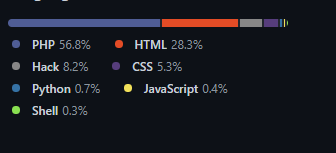 PHP 56.8% HTML 28.3%
Hack 8.2% CSS 5.3%
Python 0.7% JavaScript 0.4%
Shell 0.3%